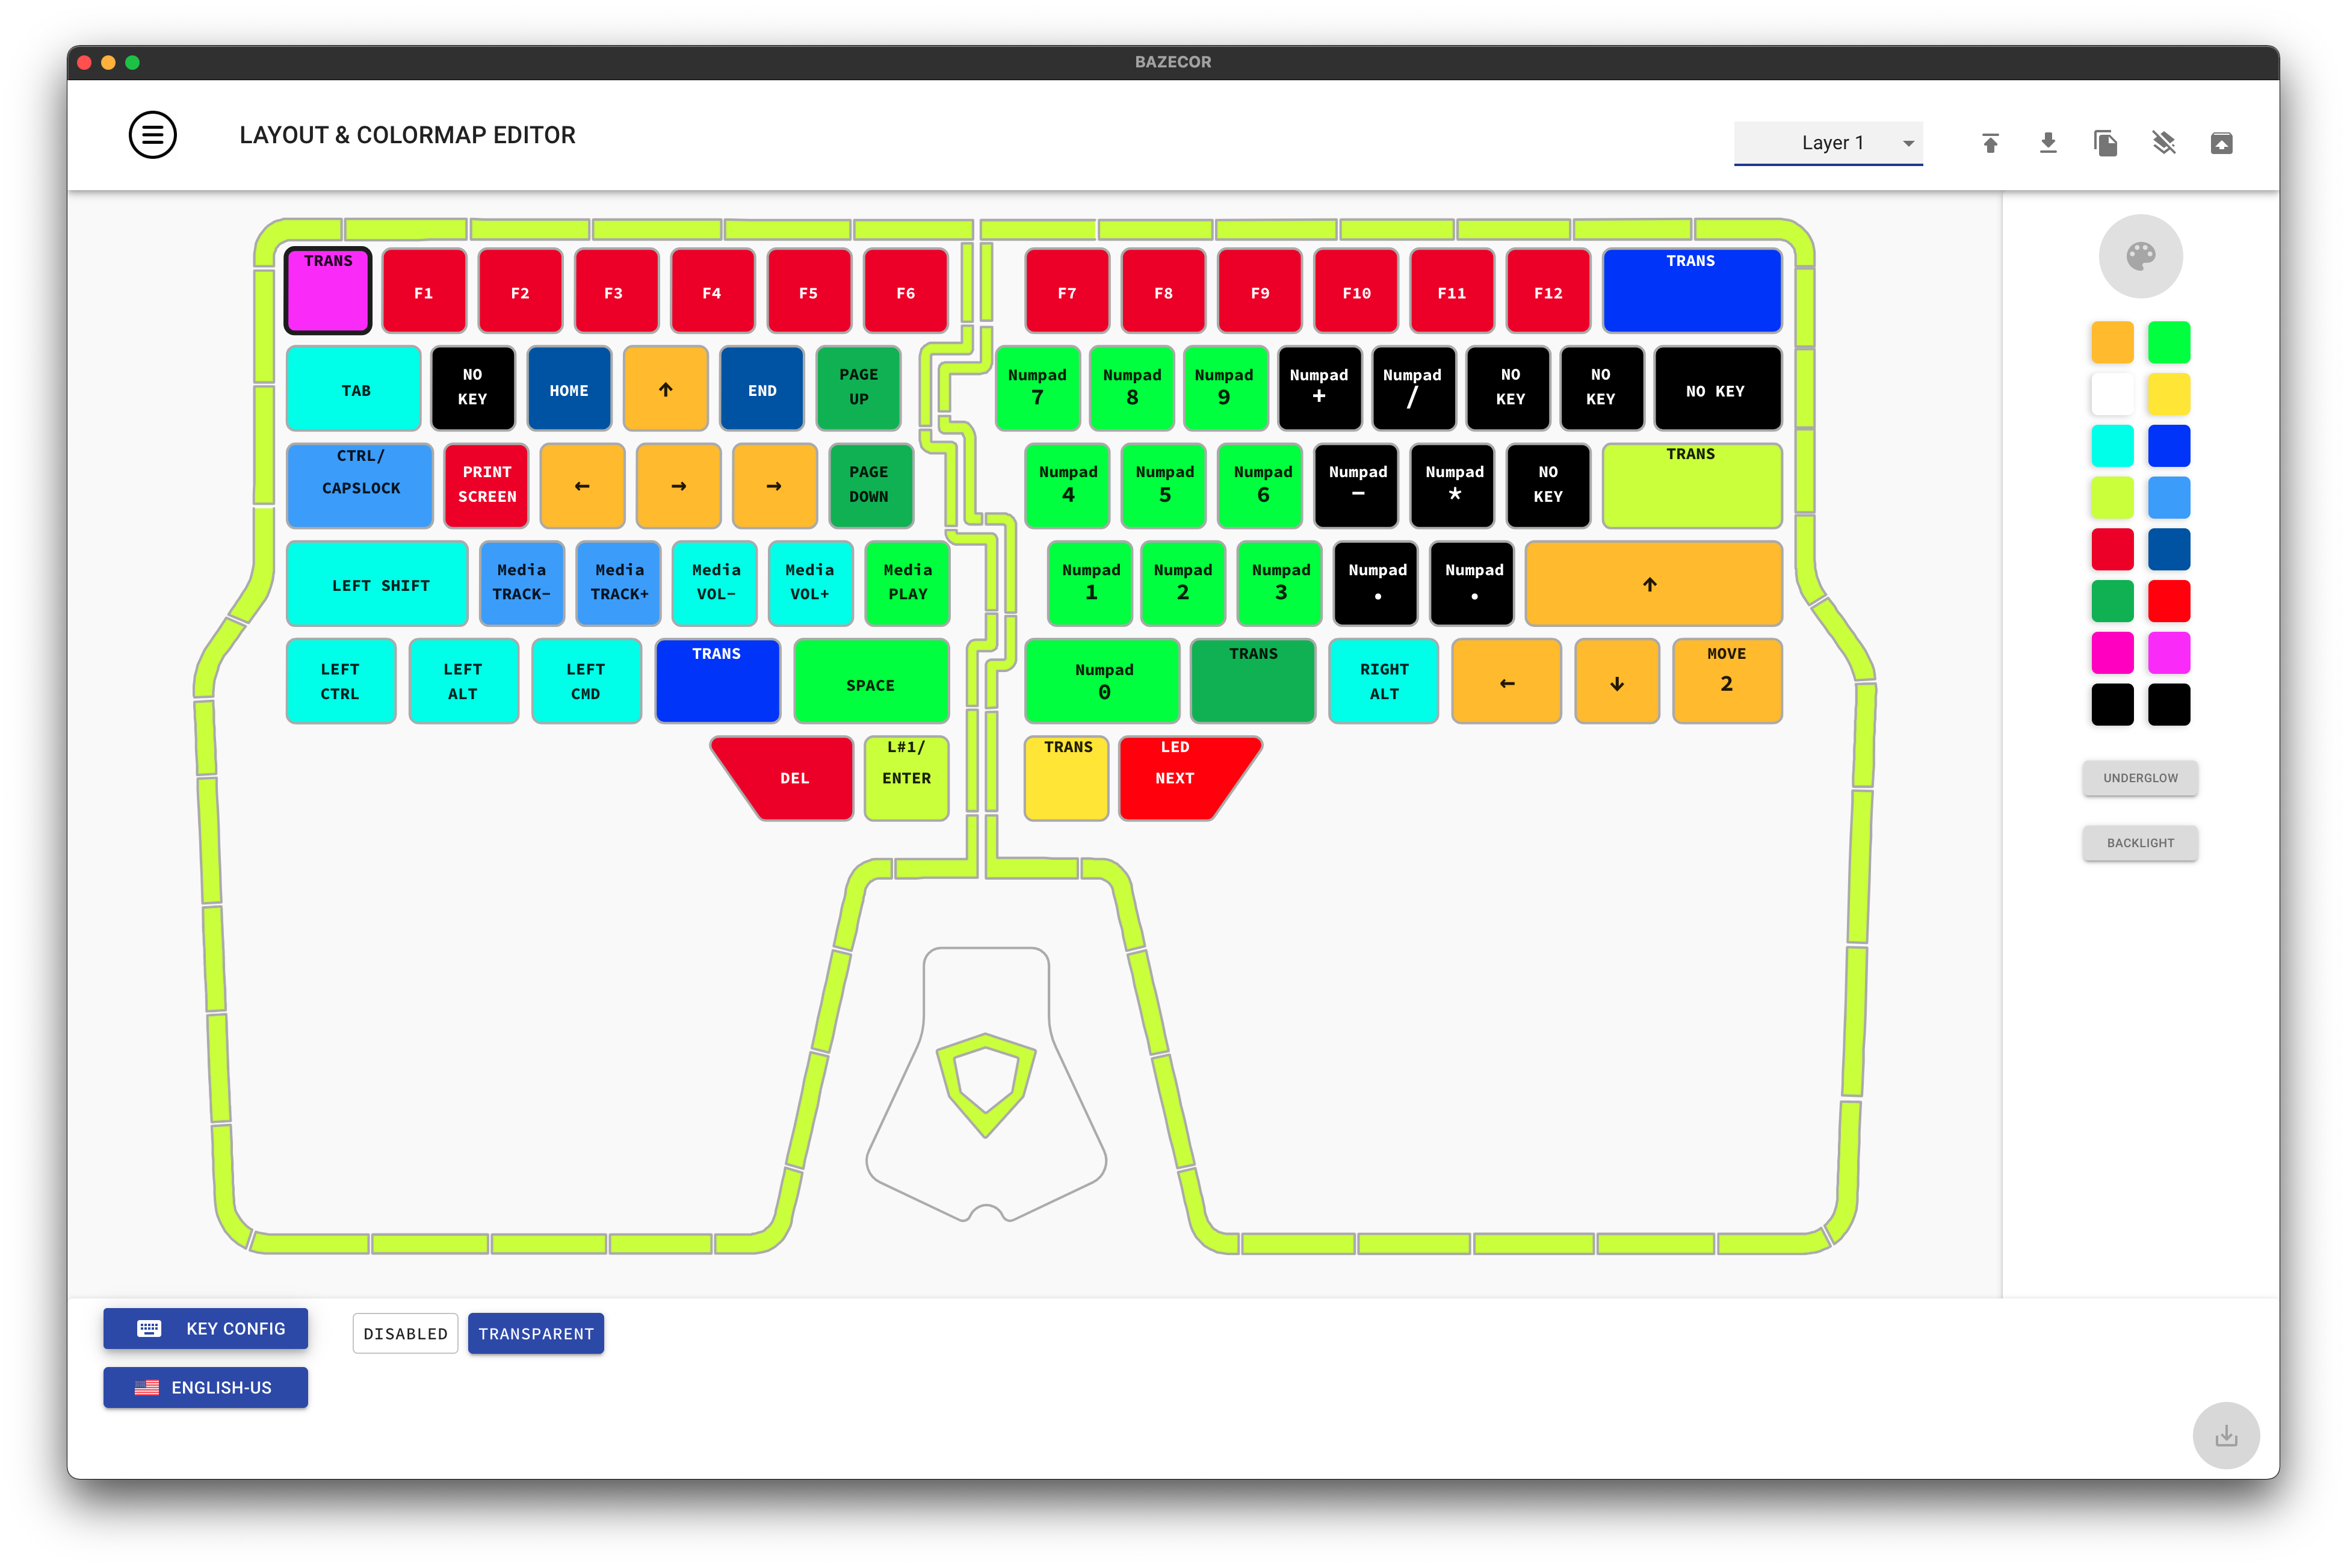 BAZECOR
LAYOUT & COLORMAP EDITOR
Layer 1
TRANS
F1
F2
F3
F4
F5
F6
F7
F8
F9
F10
F11
F12
TRANS
TAB
NO
KEY
HOME
↑
END
PAGE
UP
Numpad
7
Numpad
8
Numpad
9
Numpad
+
Numpad
/
NO
KEY
NO
KEY
NO KEY
CTRL/
CAPSLOCK
PRINT
SCREEN
←
→
→
PAGE
DOWN
Numpad
4
Numpad
5
Numpad
6
Numpad
−
Numpad
*
NO
KEY
TRANS
LEFT SHIFT
Media
TRACK-
Media
TRACK+
Media
VOL-
Media
VOL+
Media
PLAY
Numpad
1
Numpad
2
Numpad
3
Numpad
.
Numpad
.
↑
LEFT
CTRL
LEFT
ALT
LEFT
CMD
TRANS
SPACE
Numpad
0
TRANS
RIGHT
ALT
←
↓
MOVE
2
DEL
L#1/
ENTER
TRANS
LED
NEXT
UNDERGLOW
BACKLIGHT
KEY CONFIG
DISABLED
TRANSPARENT
ENGLISH-US